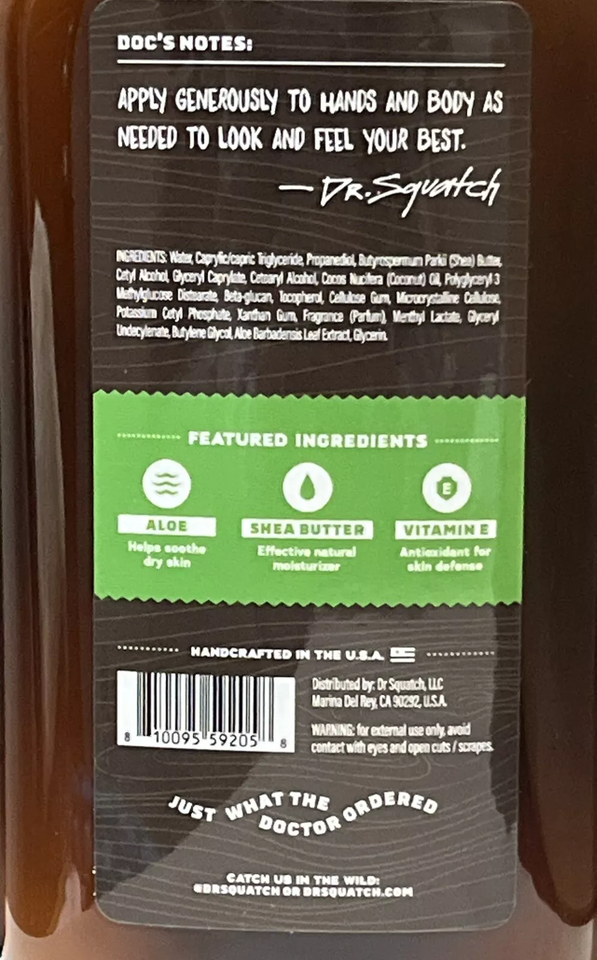 DOC'S NOTES:
APPLY GENEROUSLY TO HANDS AND BODY AS
NEEDED TO LOOK AND FEEL YOUR BEST.
— DR. Squatch
INGREDIENTS: Water, Caprylic/capric Triglyceride, Propanediol, Butyrospermum Parkii (Shea) Butter,
Cetyl Alcohol, Glyceryl Caprylate, Cetearyl Alcohol, Cocos Nucifera (Coconut) Oil, Polyglyceryl 3
Methylglucose Distearate, Beta-glucan, Tocopherol, Cellulose Gum, Microcrystalline Cellulose,
Potassium Cetyl Phosphate, Xanthan Gum, Fragrance (Parfum), Menthyl Lactate, Glyceryl
Undecylenate, Butylene Glycol, Aloe Barbadensis Leaf Extract, Glycerin.
FEATURED INGREDIENTS
E
ALOE SHEA BUTTER VITAMIN E
Helps soothe Effective natural Antioxidant for
dry skin moisturizer skin defense
HANDCRAFTED IN THE U.S.A.
Distributed by: Dr Squatch, LLC
Marina Del Rey, CA 90292, U.S.A.
WARNING: for external use only, avoid
contact with eyes and open cuts / scrapes.
8 10095 59205 8
JUST WHAT THE
DOCTOR ORDERED
CATCH US IN THE WILD:
@DRSQUATCH OR DRSQUATCH.COM